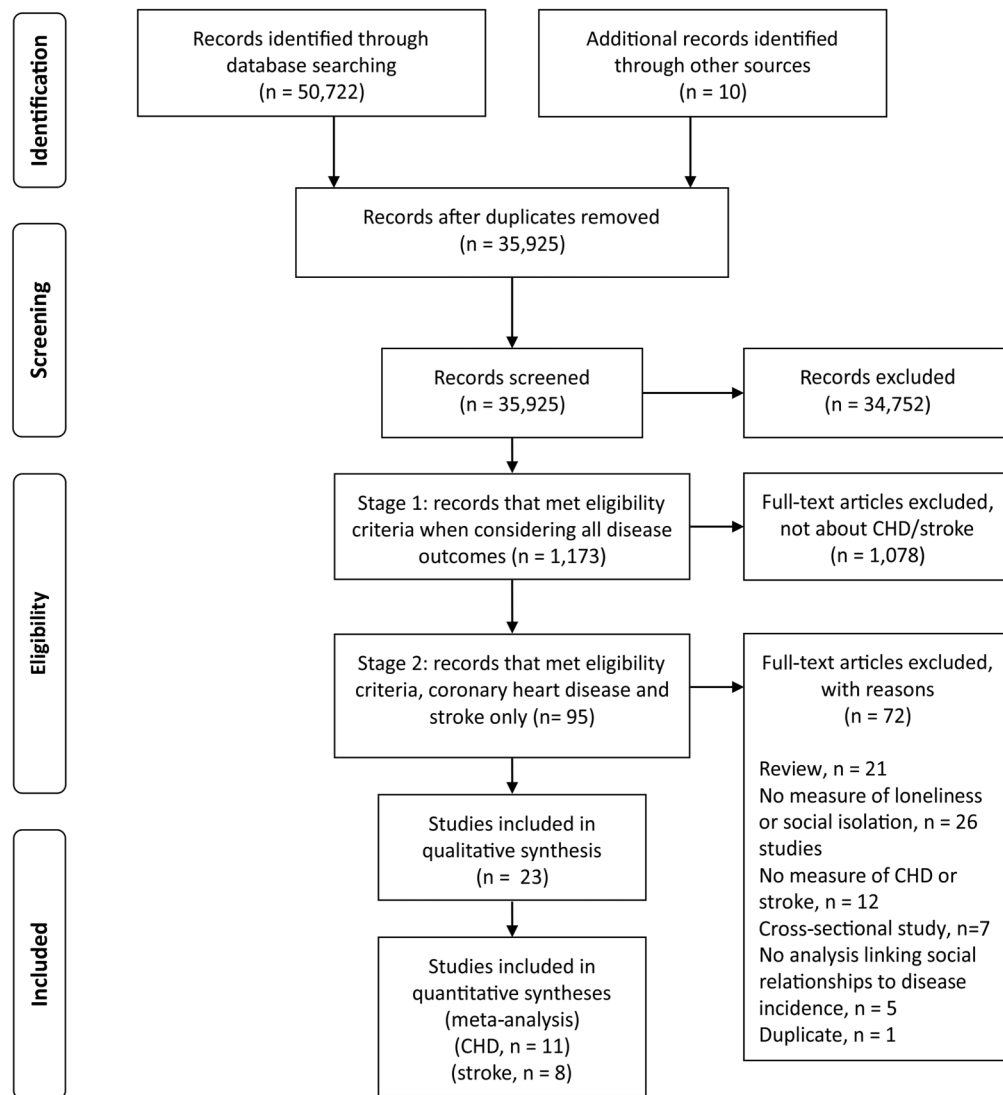 Identification
Records identified through
database searching
(n = 50,722)
Additional records identified
through other sources
(n = 10)
Records after duplicates removed
(n = 35,925)
Screening
Records screened
(n = 35,925)
Records excluded
(n = 34,752)
Eligibility
Stage 1: records that met eligibility
criteria when considering all disease
outcomes (n = 1,173)
Full-text articles excluded,
not about CHD/stroke
(n = 1,078)
Stage 2: records that met eligibility
criteria, coronary heart disease and
stroke only (n= 95)
Full-text articles excluded,
with reasons
(n = 72)
Review, n = 21
No measure of loneliness
or social isolation, n = 26
studies
No measure of CHD or
stroke, n = 12
Cross-sectional study, n=7
No analysis linking social
relationships to disease
incidence, n = 5
Duplicate, n = 1
Included
Studies included in
qualitative synthesis
(n =  23)
Studies included in
quantitative syntheses
(meta-analysis)
(CHD, n = 11)
(stroke, n = 8)